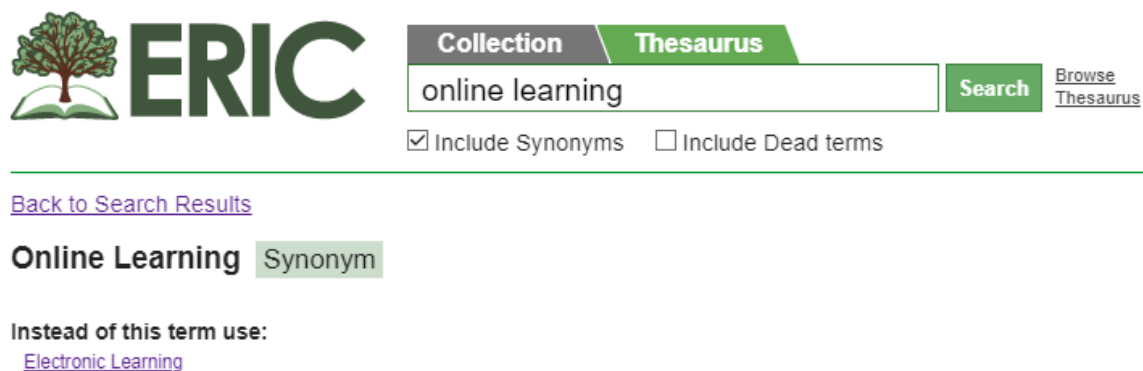 ERIC
Collection Thesaurus
online learning Search Browse Thesaurus
Include Synonyms Include Dead terms
Back to Search Results
Online Learning Synonym
Instead of this term use:
Electronic Learning